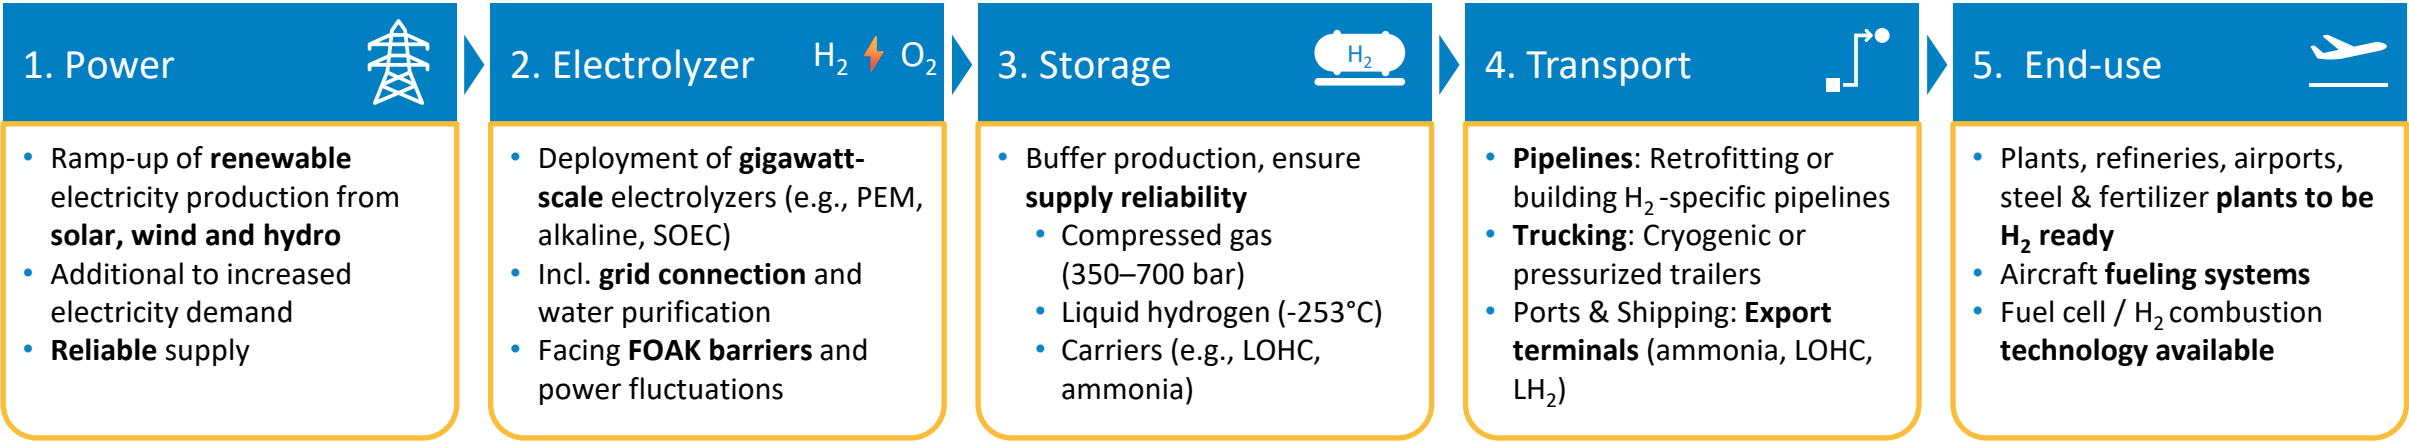 1. Power
• Ramp-up of renewable
electricity production from
solar, wind and hydro
• Additional to increased
electricity demand
• Reliable supply
2. Electrolyzer H₂ O₂
• Deployment of gigawatt-
scale electrolyzers (e.g., PEM,
alkaline, SOEC)
• Incl. grid connection and
water purification
• Facing FOAK barriers and
power fluctuations
3. Storage H₂
• Buffer production, ensure
supply reliability
• Compressed gas
(350–700 bar)
• Liquid hydrogen (-253°C)
• Carriers (e.g., LOHC,
ammonia)
4. Transport
• Pipelines: Retrofitting or
building H₂-specific pipelines
• Trucking: Cryogenic or
pressurized trailers
• Ports & Shipping: Export
terminals (ammonia, LOHC,
LH₂)
5. End-use
• Plants, refineries, airports,
steel & fertilizer plants to be
H₂ ready
• Aircraft fueling systems
• Fuel cell / H₂ combustion
technology available